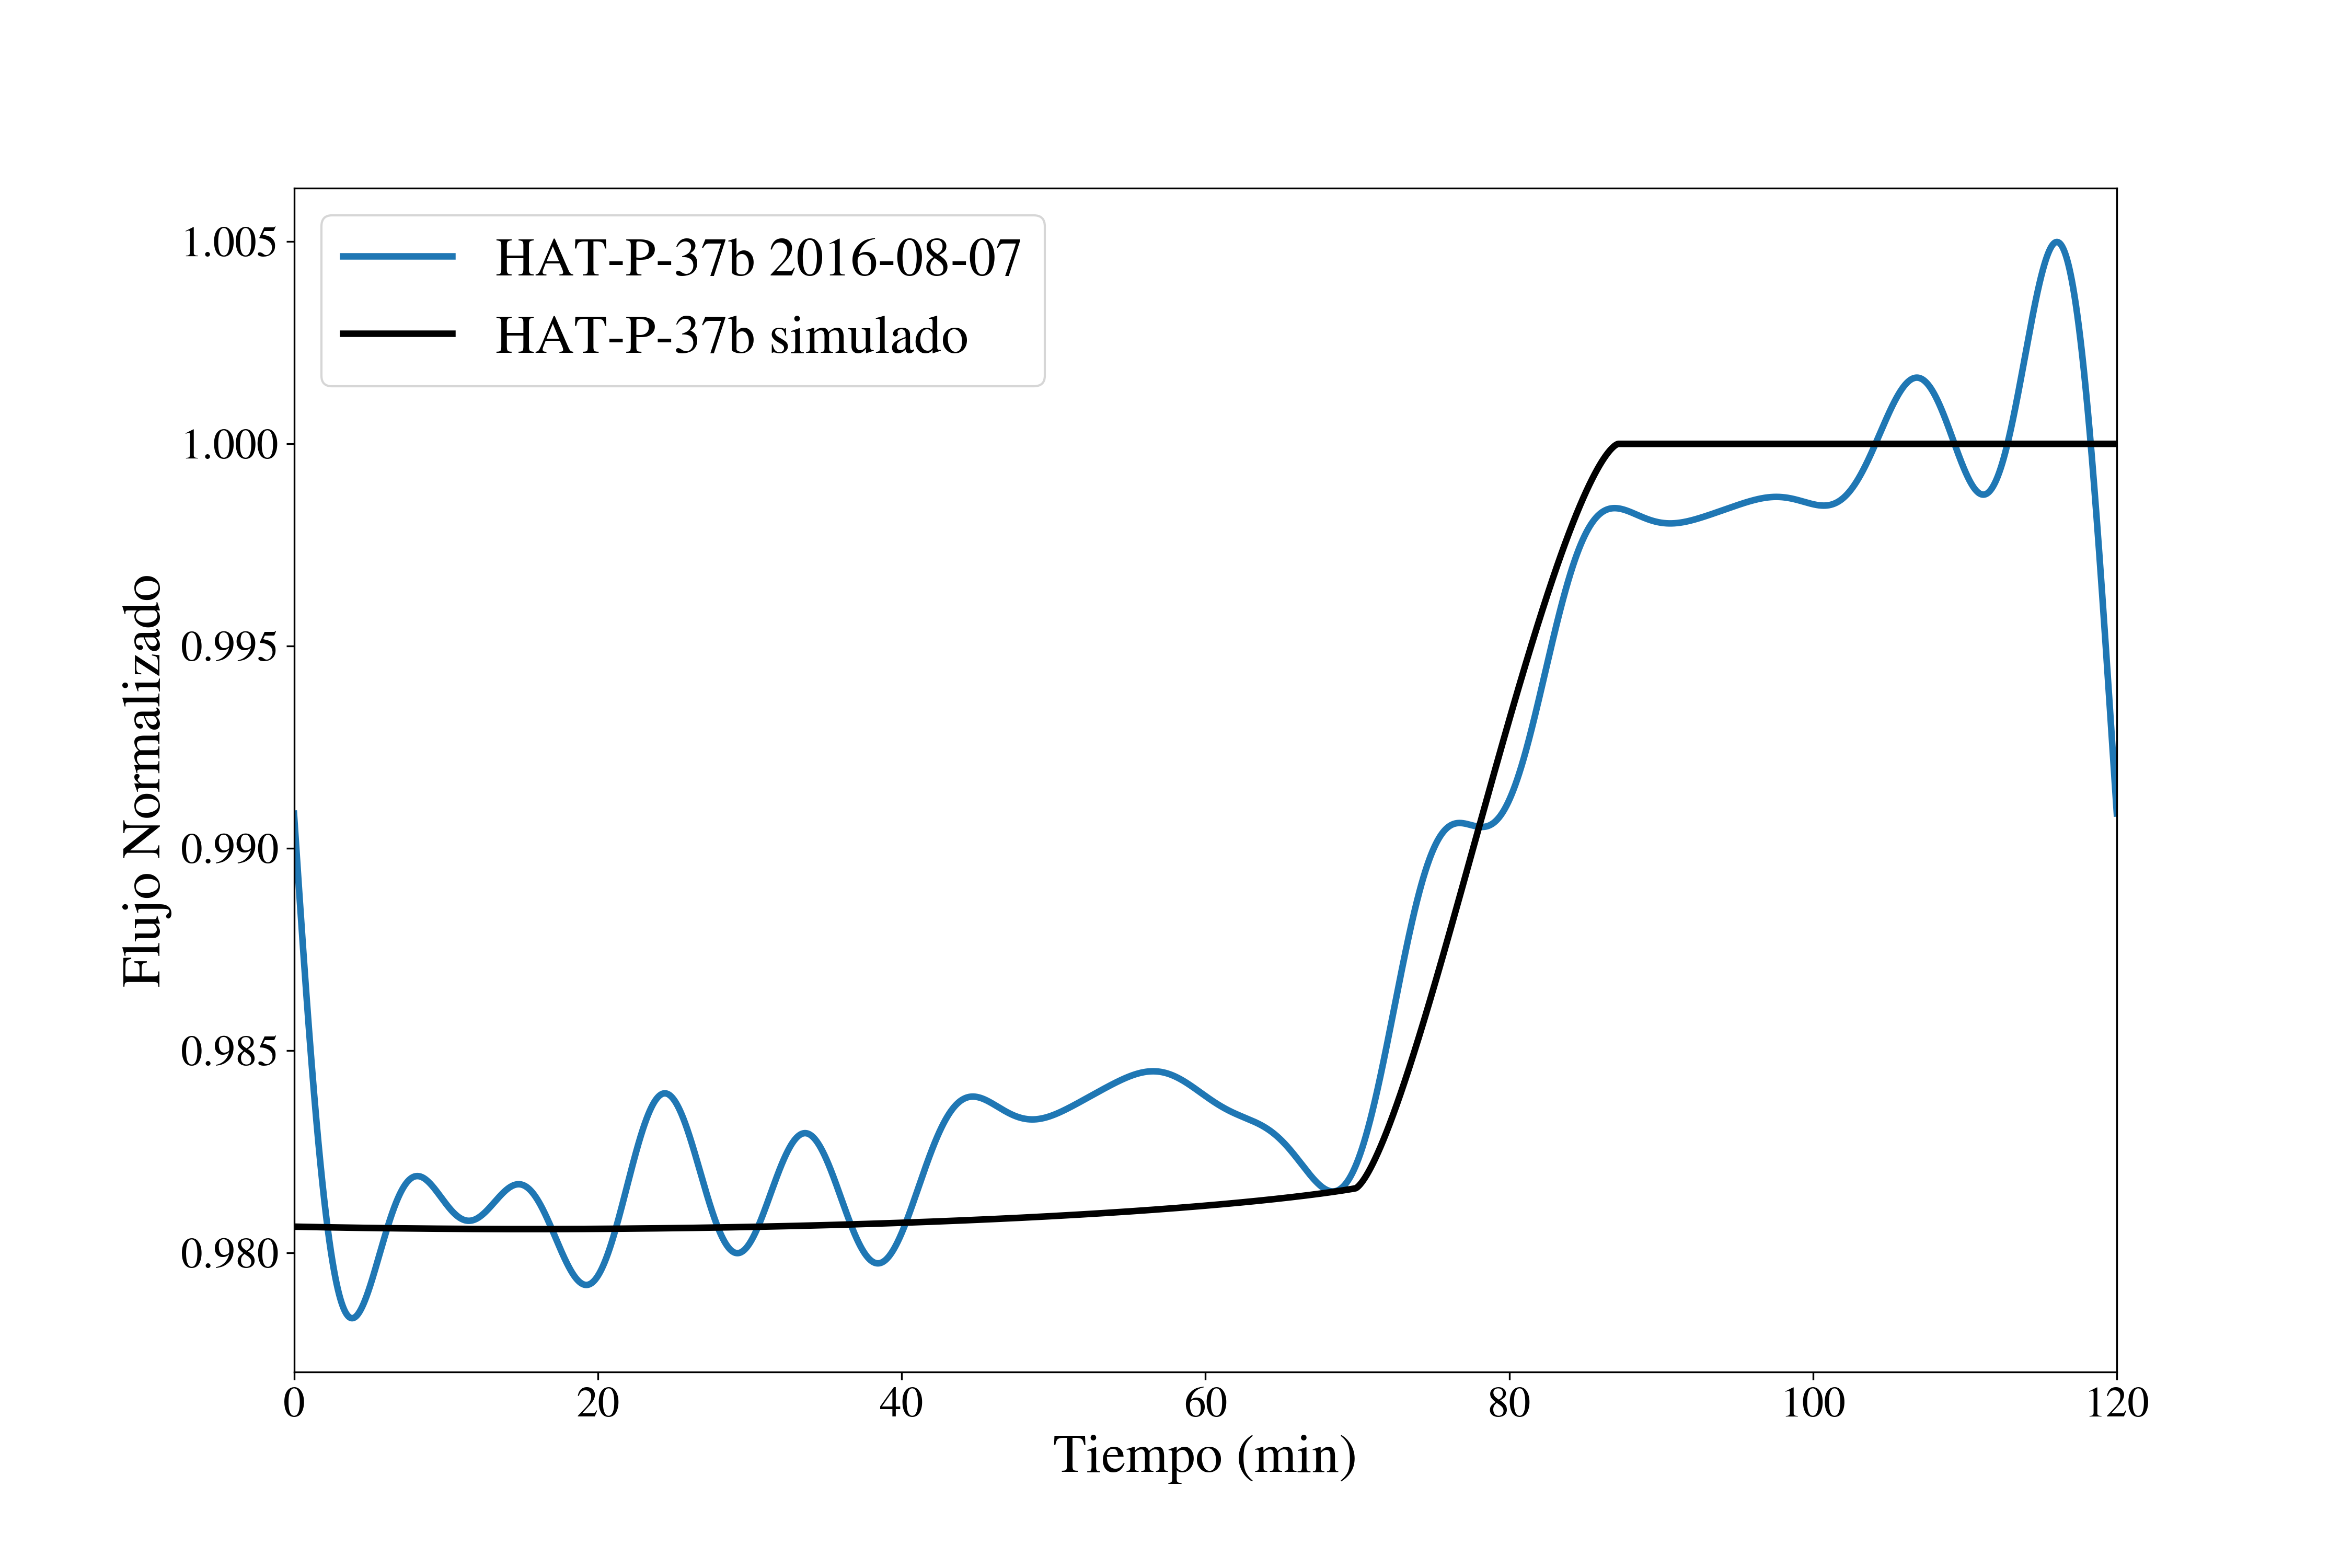 HAT-P-37b 2016-08-07
HAT-P-37b simulado
Flujo Normalizado
1.005
1.000
0.995
0.990
0.985
0.980
0 20 40 60 80 100 120
Tiempo (min)